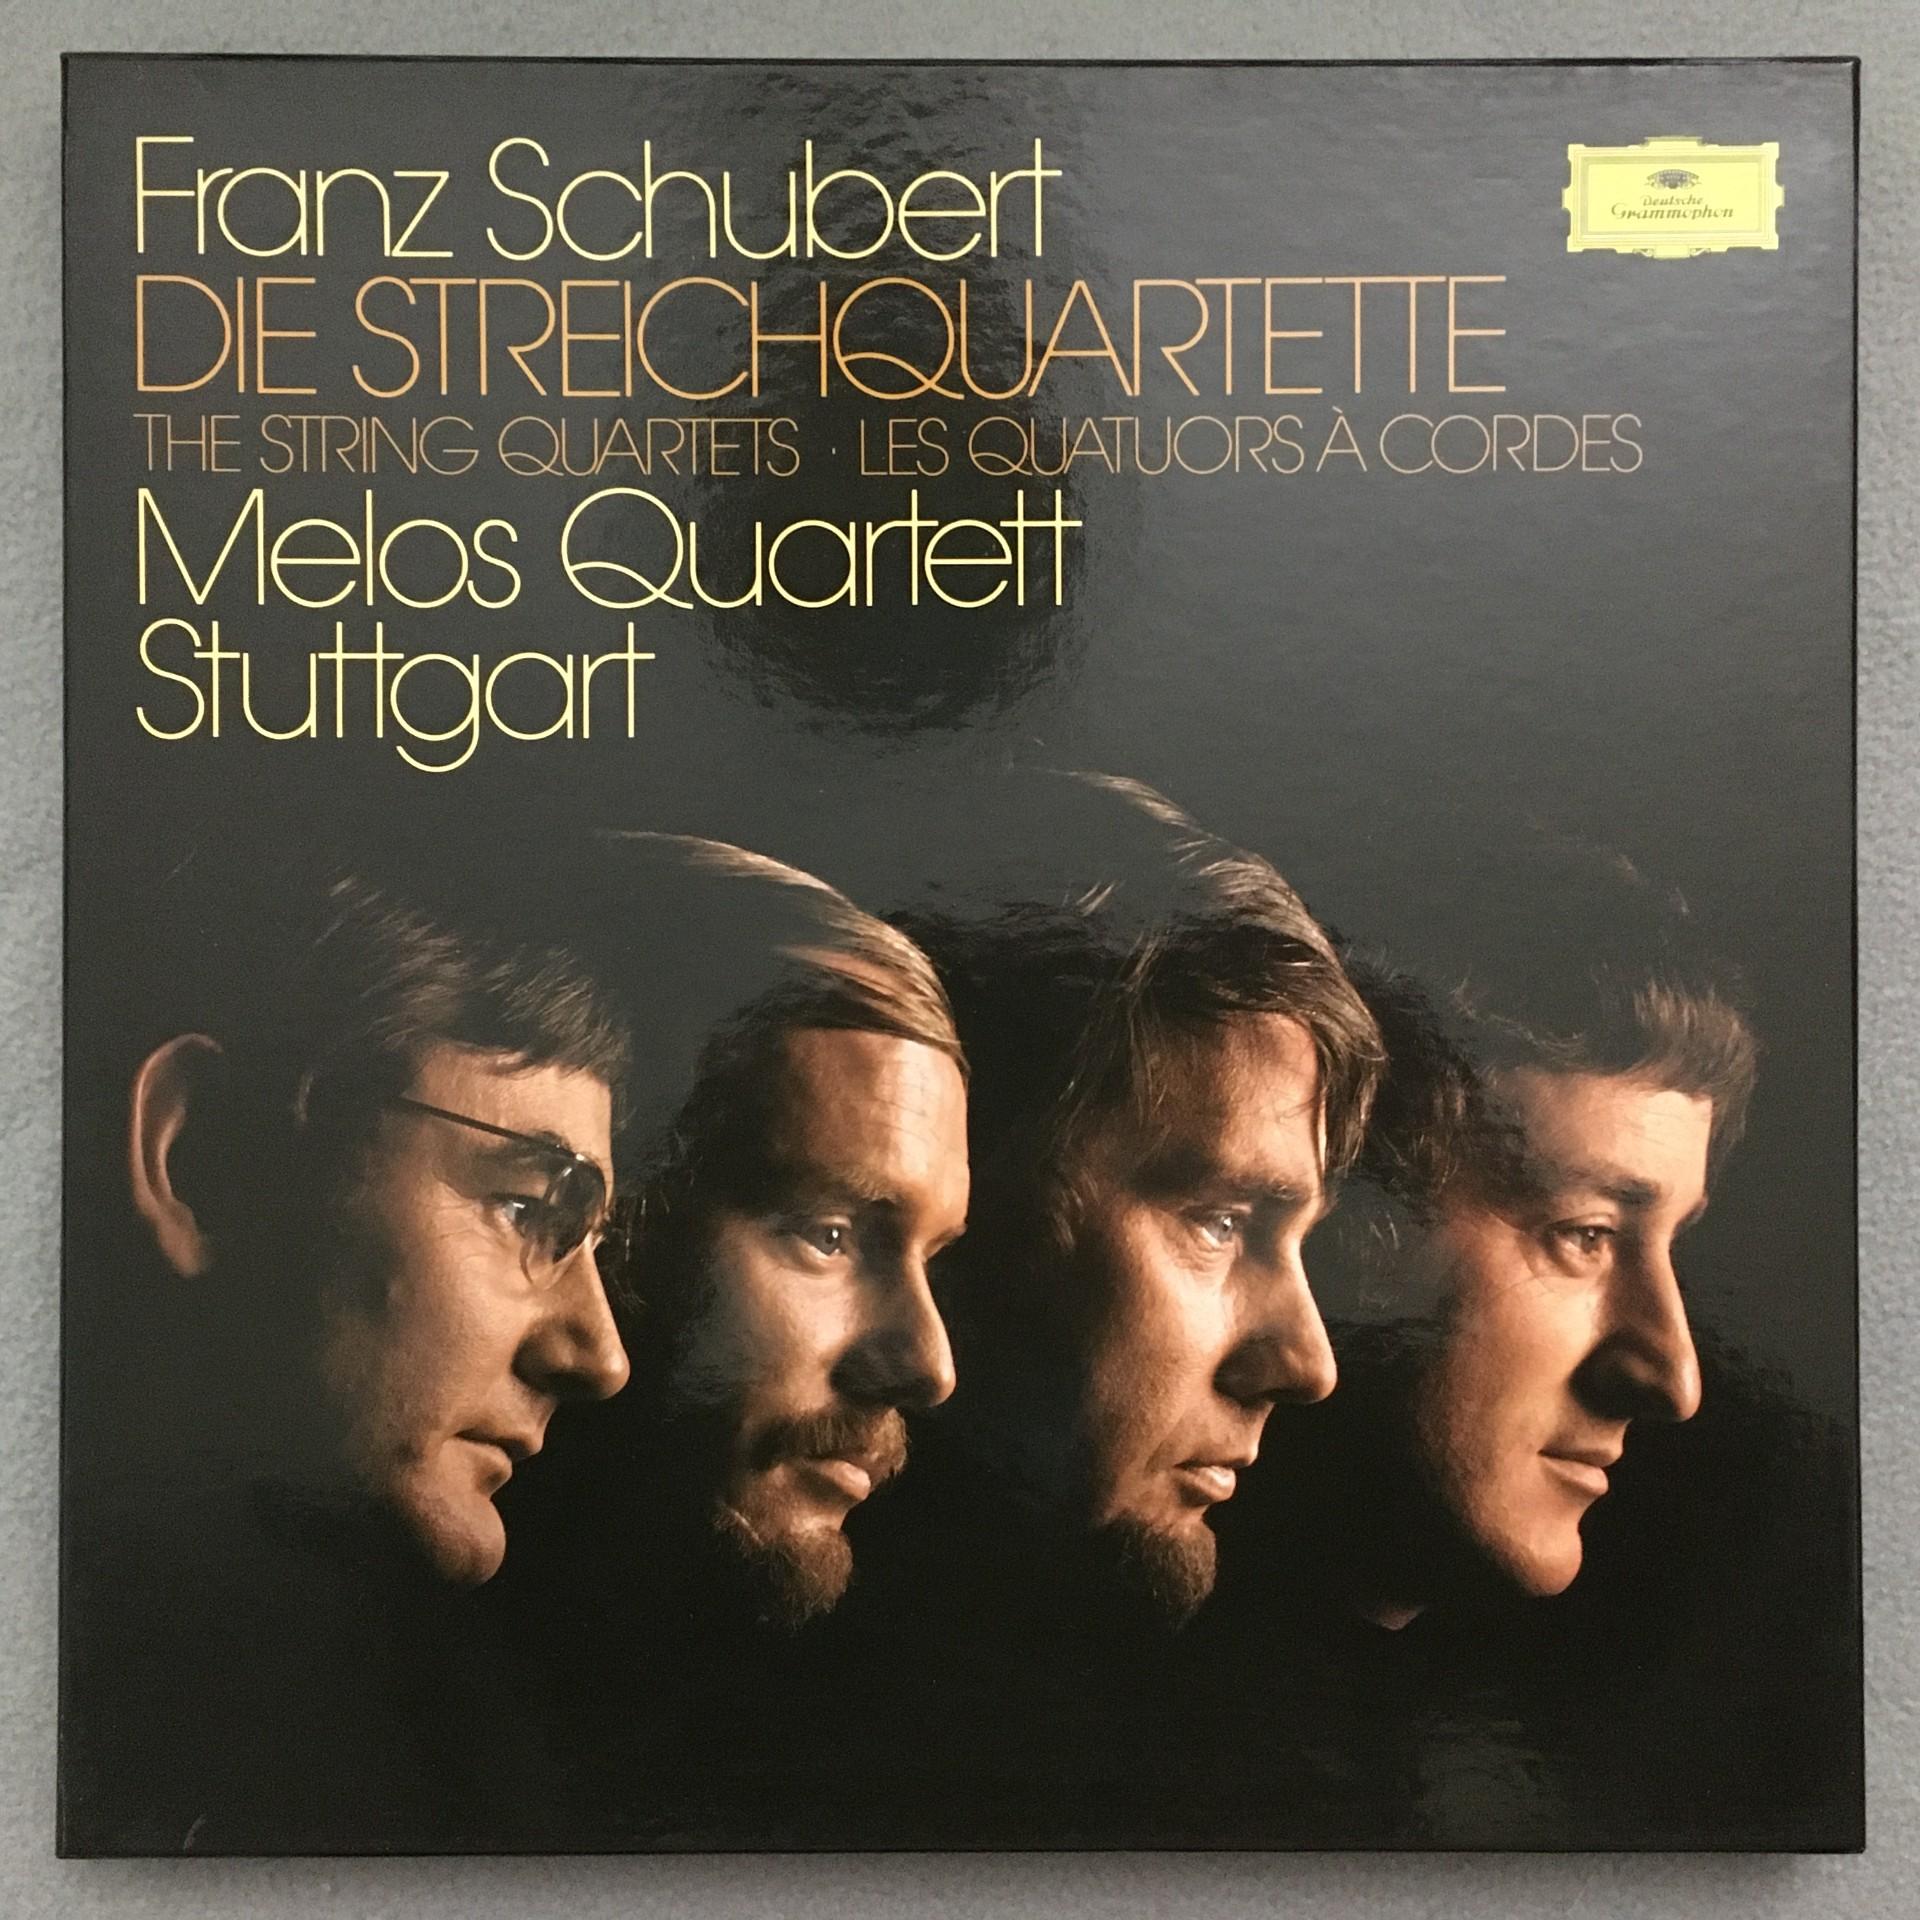 Franz Schubert
DIE STREICHQUARTETTE
THE STRING QUARTETS · LES QUATUORS À CORDES
Melos Quartett
Stuttgart
Deutsche
Grammophon